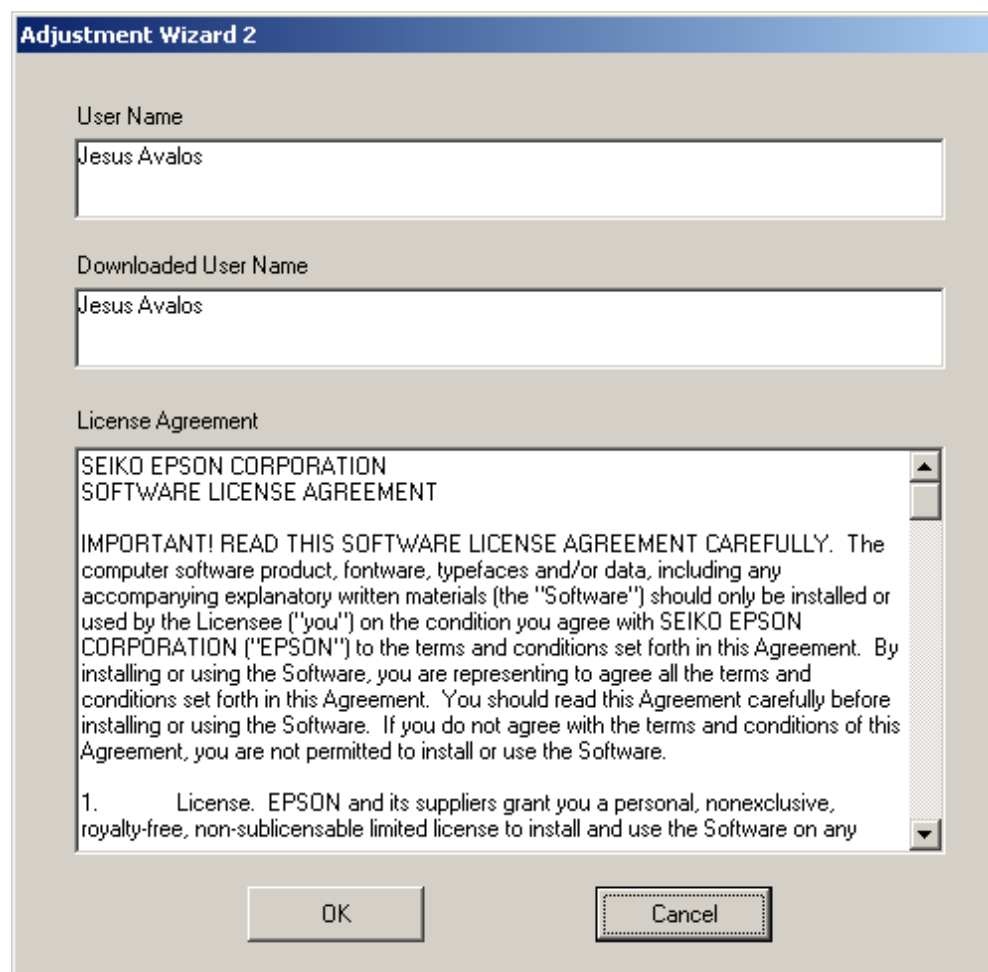 Adjustment Wizard 2
User Name
Jesus Avalos
Downloaded User Name
Jesus Avalos
License Agreement
SEIKO EPSON CORPORATION
SOFTWARE LICENSE AGREEMENT
IMPORTANT! READ THIS SOFTWARE LICENSE AGREEMENT CAREFULLY.  The
computer software product, fontware, typefaces and/or data, including any
accompanying explanatory written materials (the "Software") should only be installed or
used by the Licensee ("you") on the condition you agree with SEIKO EPSON
CORPORATION ("EPSON") to the terms and conditions set forth in this Agreement.  By
installing or using the Software, you are representing to agree all the terms and
conditions set forth in this Agreement.  You should read this Agreement carefully before
installing or using the Software.  If you do not agree with the terms and conditions of this
Agreement, you are not permitted to install or use the Software.
1.        License.  EPSON and its suppliers grant you a personal, nonexclusive,
royalty-free, non-sublicensable limited license to install and use the Software on any
OK
Cancel